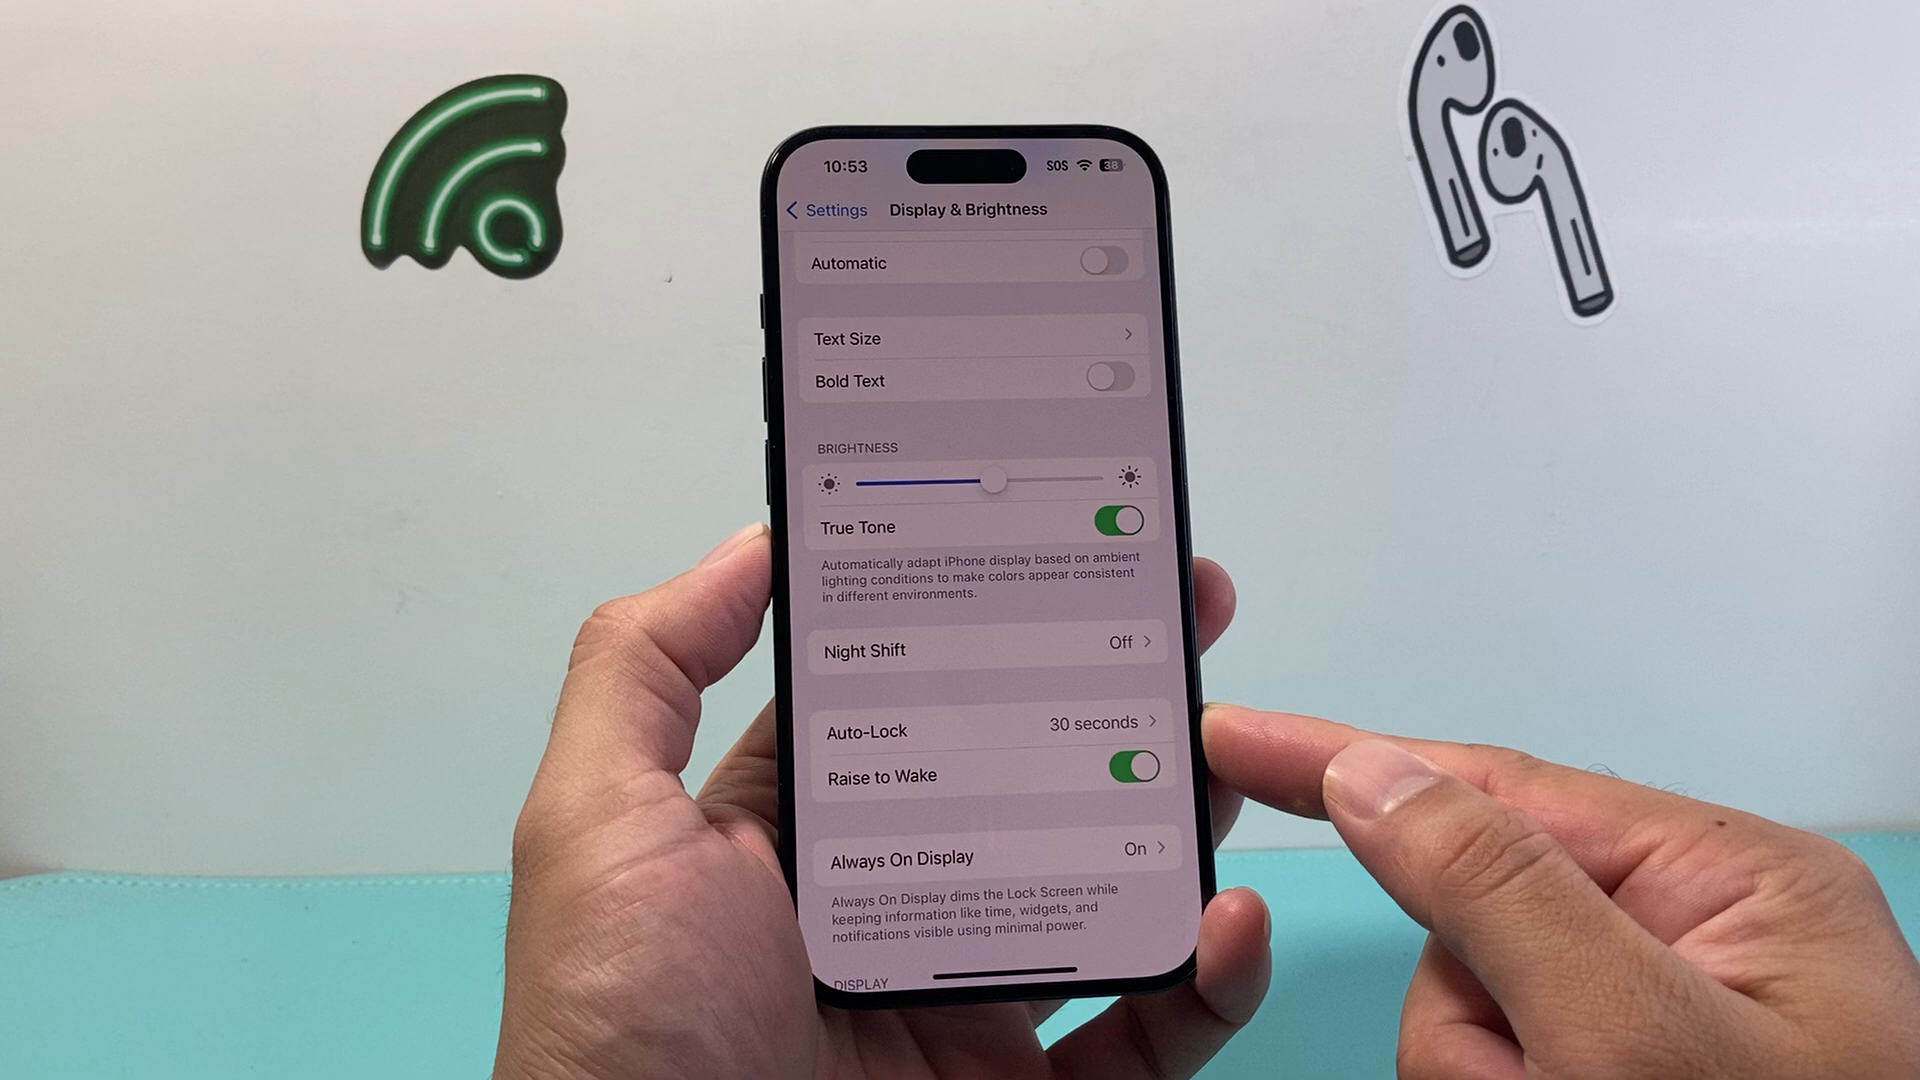 10:53 SOS 38
Settings Display & Brightness
Automatic
Text Size
Bold Text
BRIGHTNESS
True Tone
Automatically adapt iPhone display based on ambient
lighting conditions to make colors appear consistent
in different environments.
Night Shift Off
Auto-Lock 30 seconds
Raise to Wake
Always On Display On
Always On Display dims the Lock Screen while
keeping information like time, widgets, and
notifications visible using minimal power.
DISPLAY